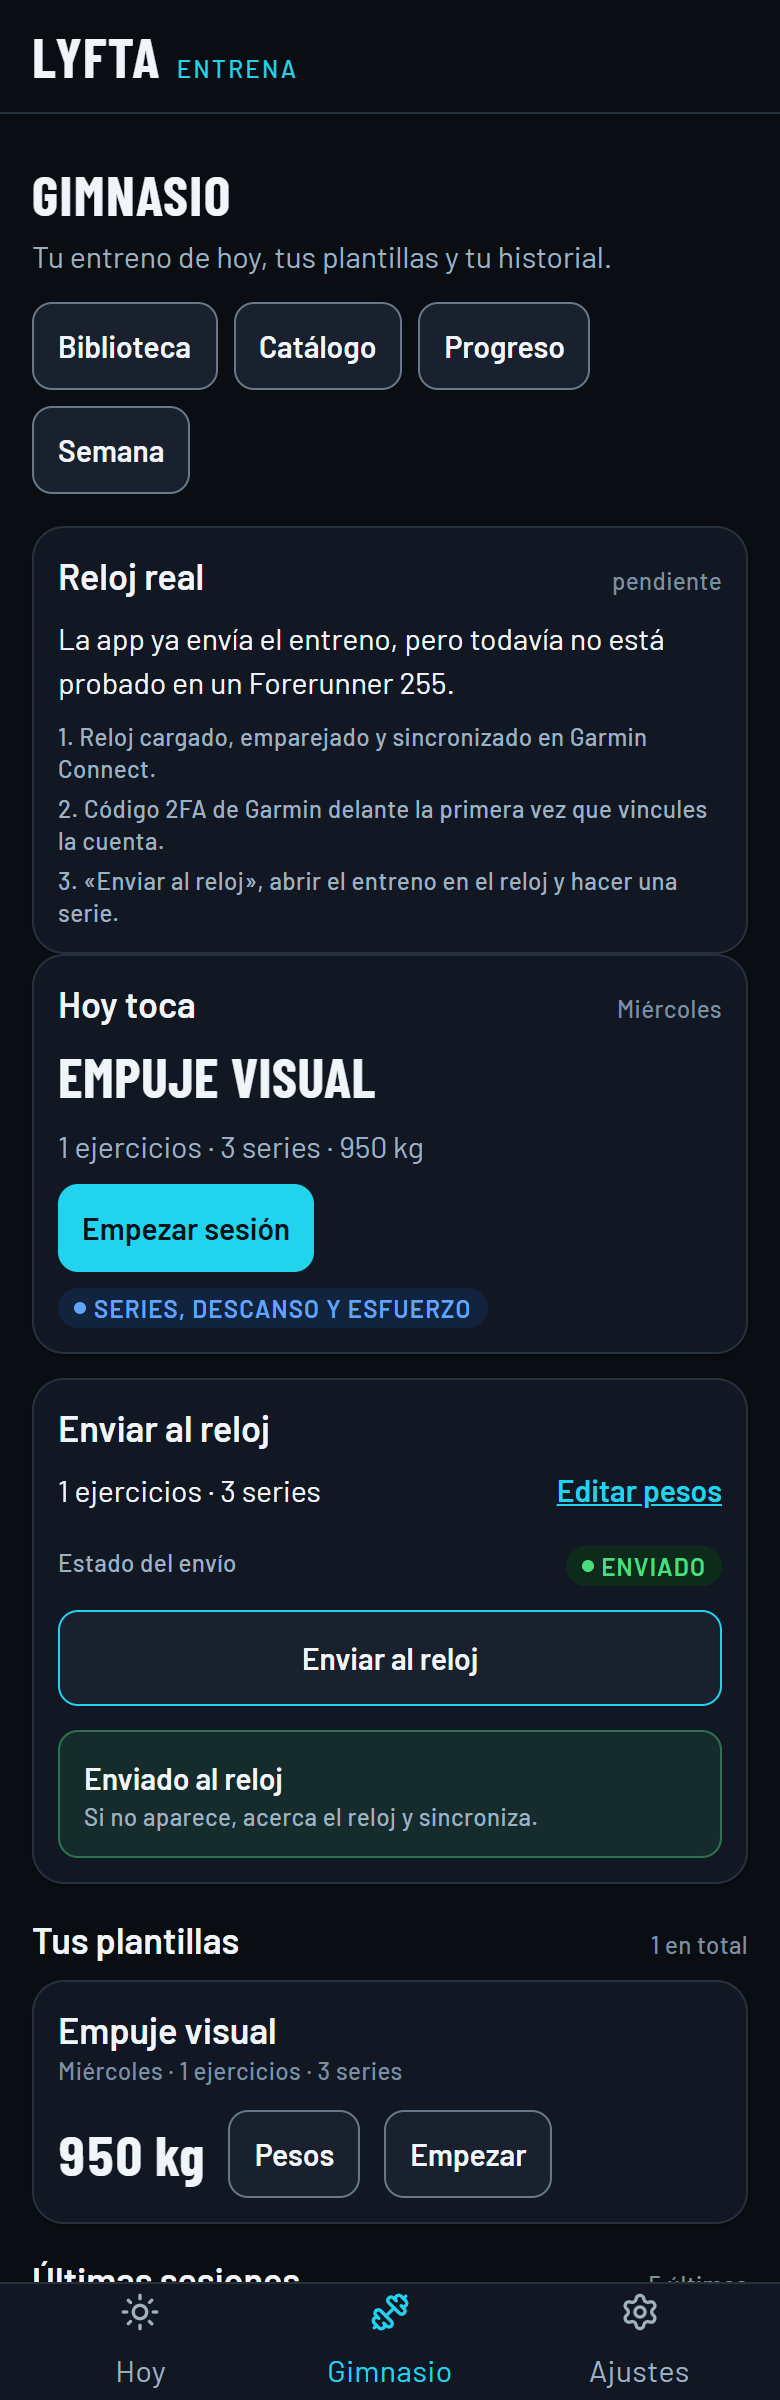 LYFTA ENTRENA
GIMNASIO
Tu entreno de hoy, tus plantillas y tu historial.
Biblioteca
Catálogo
Progreso
Semana
Reloj real
pendiente
La app ya envía el entreno, pero todavía no está
probado en un Forerunner 255.
1. Reloj cargado, emparejado y sincronizado en Garmin
Connect.
2. Código 2FA de Garmin delante la primera vez que vincules
la cuenta.
3. «Enviar al reloj», abrir el entreno en el reloj y hacer una
serie.
Hoy toca
Miércoles
EMPUJE VISUAL
1 ejercicios · 3 series · 950 kg
Empezar sesión
SERIES, DESCANSO Y ESFUERZO
Enviar al reloj
1 ejercicios · 3 series
Editar pesos
Estado del envío
ENVIADO
Enviar al reloj
Enviado al reloj
Si no aparece, acerca el reloj y sincroniza.
Tus plantillas
1 en total
Empuje visual
Miércoles · 1 ejercicios · 3 series
950 kg
Pesos
Empezar
Últimas sesiones
5 últimas
Hoy
Gimnasio
Ajustes